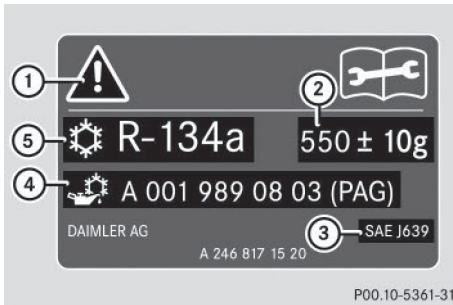 1
2
5
R-134a
550 ± 10g
4
A 001 989 08 03 (PAG)
DAIMLER AG
3
SAE J639
A 246 817 15 20
P00.10-5361-31